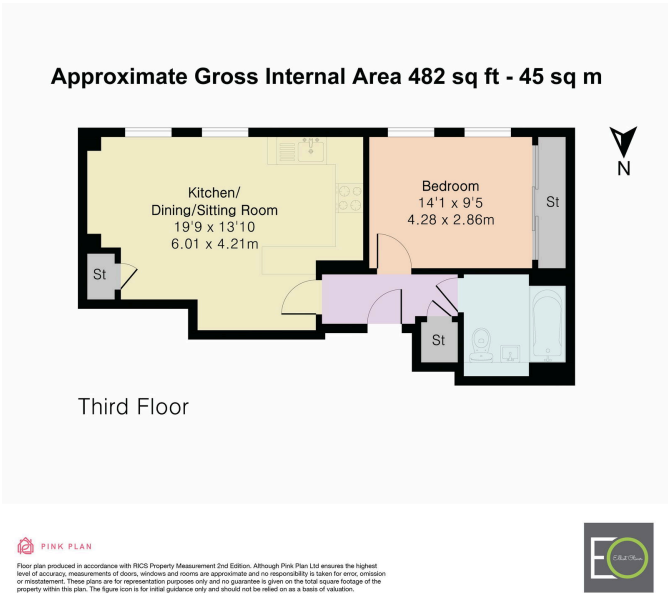 Approximate Gross Internal Area 482 sq ft - 45 sq m
N
Kitchen/
Dining/Sitting Room
19'9 x 13'10
6.01 x 4.21m
Bedroom
14'1 x 9'5
4.28 x 2.86m
St
St
St
Third Floor
PINK PLAN
Floor plan produced in accordance with RICS Property Measurement 2nd Edition. Although Pink Plan Ltd ensures the highest
level of accuracy, measurements of doors, windows and rooms are approximate and no responsibility is taken for error, omission
or misstatement. These plans are for representation purposes only and no guarantee is given on the total square footage of the
property within this plan. The figure icon is for initial guidance only and should not be relied on as a basis of valuation.
EO